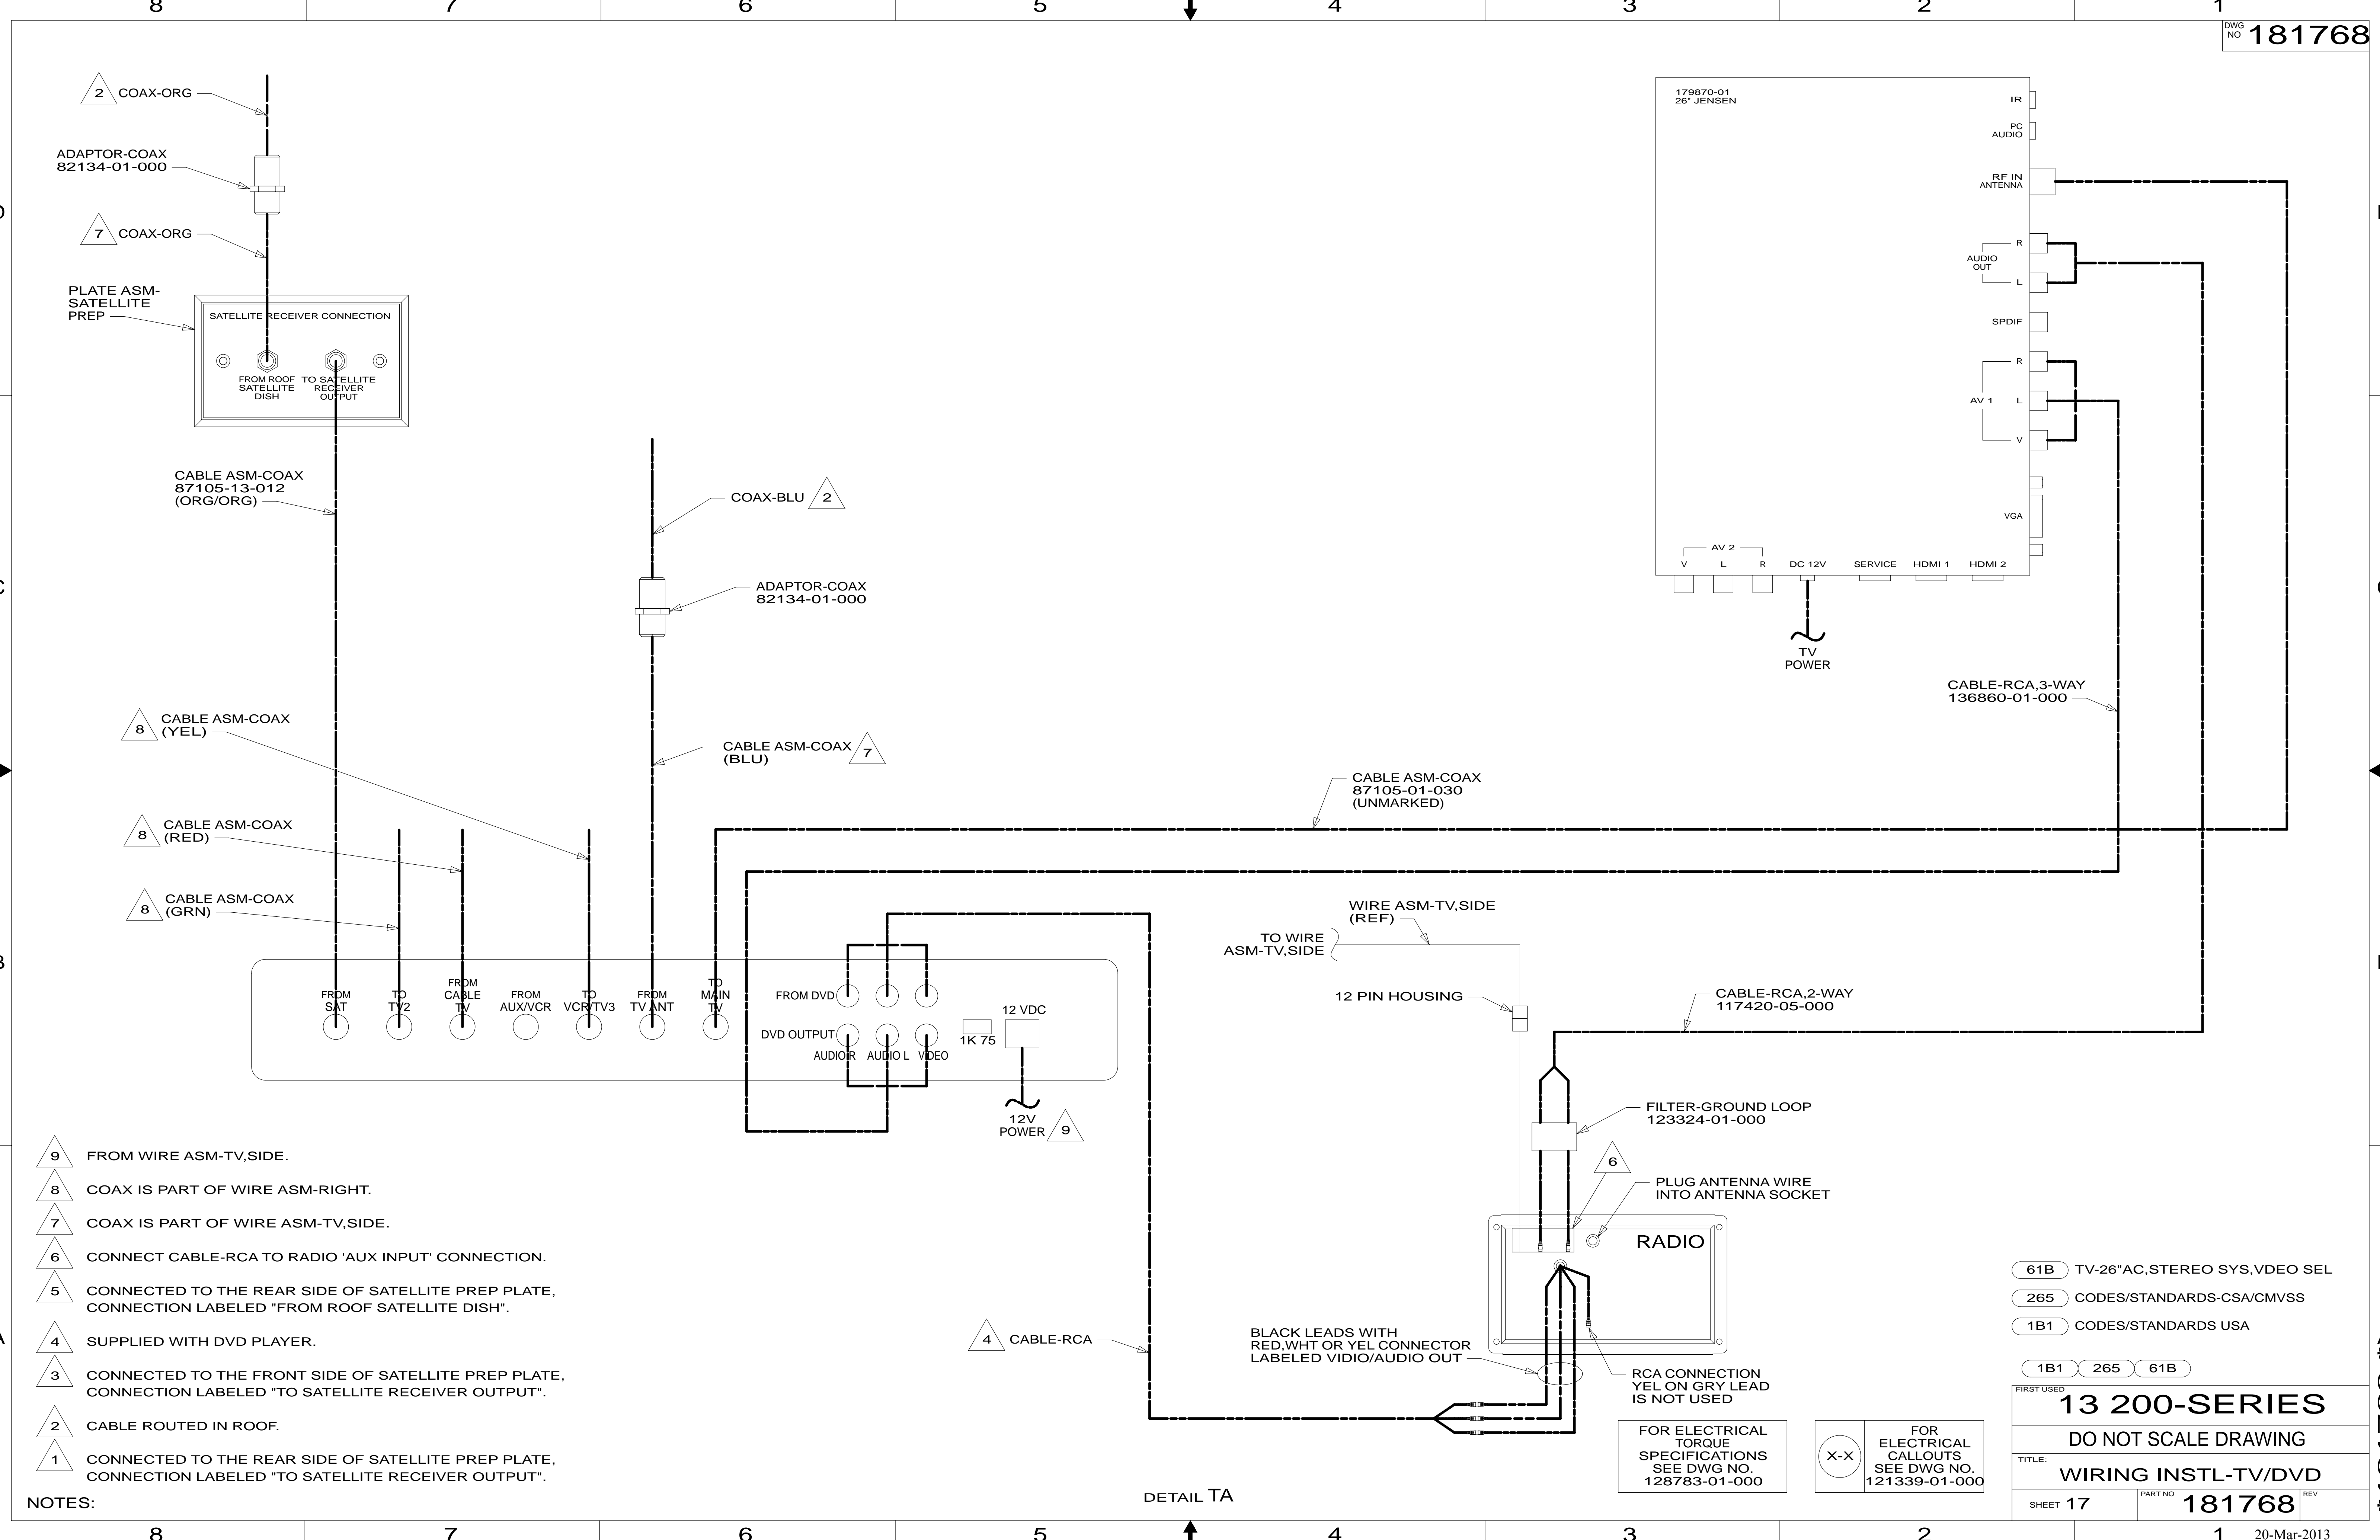 8 7 6 5 4 3 2 1
DWG NO 181768
2 COAX-ORG
ADAPTOR-COAX
82134-01-000
7 COAX-ORG
PLATE ASM-
SATELLITE
PREP
SATELLITE RECEIVER CONNECTION
FROM ROOF
SATELLITE
DISH
TO SATELLITE
RECEIVER
OUTPUT
CABLE ASM-COAX
87105-13-012
(ORG/ORG)
COAX-BLU 2
ADAPTOR-COAX
82134-01-000
8 CABLE ASM-COAX
(YEL)
CABLE ASM-COAX 7
(BLU)
8 CABLE ASM-COAX
(RED)
8 CABLE ASM-COAX
(GRN)
179870-01
26" JENSEN
IR
PC
AUDIO
RF IN
ANTENNA
R
AUDIO
OUT
L
SPDIF
R
AV 1 L
V
VGA
AV 2
V L R DC 12V SERVICE HDMI 1 HDMI 2
TV
POWER
CABLE-RCA,3-WAY
136860-01-000
CABLE ASM-COAX
87105-01-030
(UNMARKED)
WIRE ASM-TV,SIDE
(REF)
TO WIRE
ASM-TV,SIDE
12 PIN HOUSING
CABLE-RCA,2-WAY
117420-05-000
FROM
SAT
TO
TV2
FROM
CABLE
TV
FROM
AUX/VCR
TO
VCR/TV3
FROM
TV ANT
TO
MAIN
TV
FROM DVD
DVD OUTPUT
AUDIO R AUDIO L VIDEO
1K 75
12 VDC
12V
POWER 9
FILTER-GROUND LOOP
123324-01-000
6
PLUG ANTENNA WIRE
INTO ANTENNA SOCKET
RADIO
4 CABLE-RCA
BLACK LEADS WITH
RED,WHT OR YEL CONNECTOR
LABELED VIDIO/AUDIO OUT
RCA CONNECTION
YEL ON GRY LEAD
IS NOT USED
9 FROM WIRE ASM-TV,SIDE.
8 COAX IS PART OF WIRE ASM-RIGHT.
7 COAX IS PART OF WIRE ASM-TV,SIDE.
6 CONNECT CABLE-RCA TO RADIO 'AUX INPUT' CONNECTION.
5 CONNECTED TO THE REAR SIDE OF SATELLITE PREP PLATE,
CONNECTION LABELED "FROM ROOF SATELLITE DISH".
4 SUPPLIED WITH DVD PLAYER.
3 CONNECTED TO THE FRONT SIDE OF SATELLITE PREP PLATE,
CONNECTION LABELED "TO SATELLITE RECEIVER OUTPUT".
2 CABLE ROUTED IN ROOF.
1 CONNECTED TO THE REAR SIDE OF SATELLITE PREP PLATE,
CONNECTION LABELED "TO SATELLITE RECEIVER OUTPUT".
NOTES:
DETAIL TA
FOR ELECTRICAL
TORQUE
SPECIFICATIONS
SEE DWG NO.
128783-01-000
X-X
FOR
ELECTRICAL
CALLOUTS
SEE DWG NO.
121339-01-000
61B TV-26"AC,STEREO SYS,VDEO SEL
265 CODES/STANDARDS-CSA/CMVSS
1B1 CODES/STANDARDS USA
1B1 265 61B
FIRST USED
13 200-SERIES
DO NOT SCALE DRAWING
TITLE:
WIRING INSTL-TV/DVD
SHEET 17 PART NO 181768 REV
8 7 6 5 4 3 2 1
20-Mar-2013